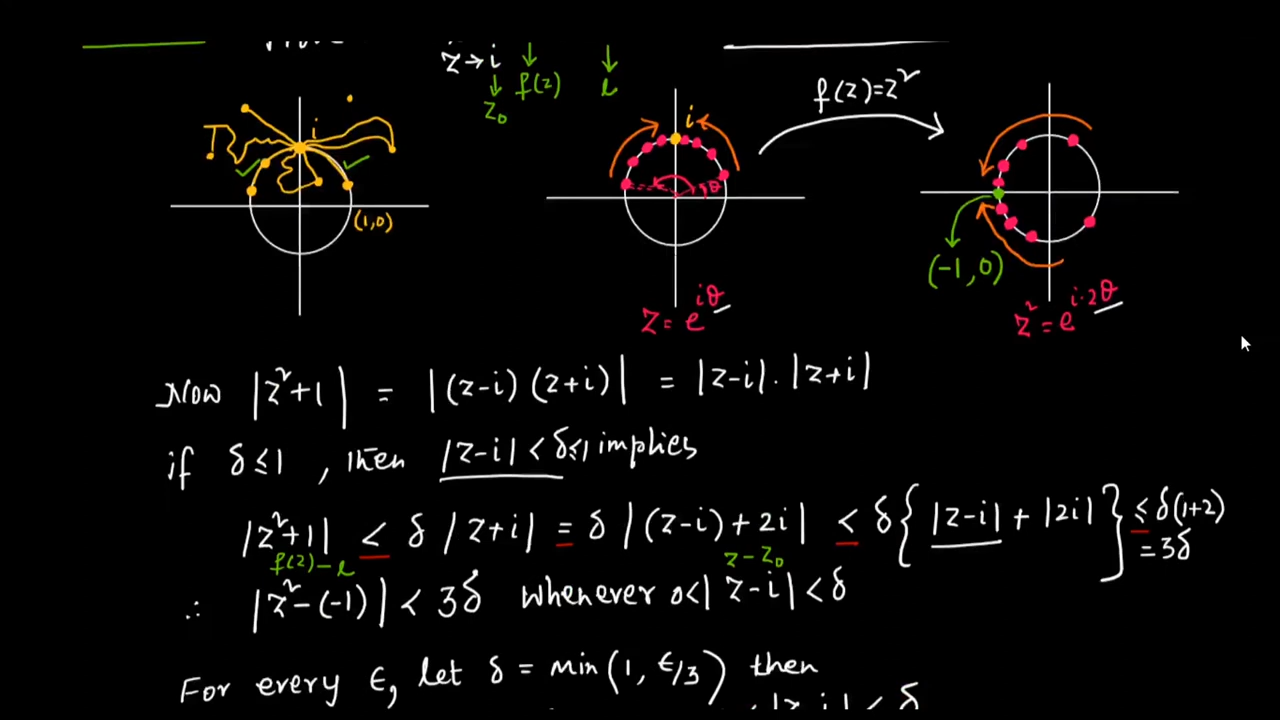 z→i
↓ ↓ ↓
f(z) l
z₀
f(z)=z²
i
i
θ
(1,0)
(-1,0)
z = e^{iθ}
z² = e^{i·2θ}
Now |z²+1| = |(z-i)(z+i)| = |z-i|.|z+i|
if δ≤1, then |z-i| < δ≤1 implies
|z²+1| < δ|z+i| = δ|(z-i)+2i| < δ{|z-i|+|2i|} ≤ δ(1+2)
= 3δ
f(z)-l z-z₀
∴ |z²-(-1)| < 3δ whenever 0<|z-i|<δ
For every ϵ, let δ = min(1, ϵ/3) then
|z-i| < δ